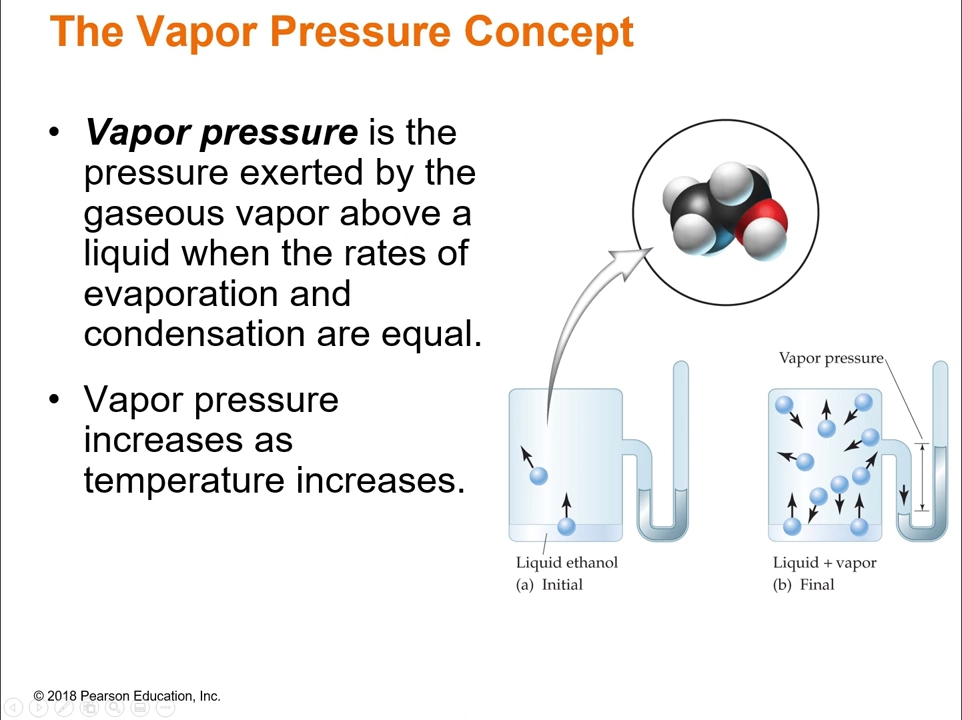 The Vapor Pressure Concept
• Vapor pressure is the
pressure exerted by the
gaseous vapor above a
liquid when the rates of
evaporation and
condensation are equal.
• Vapor pressure
increases as
temperature increases.
Vapor pressure
Liquid ethanol
(a) Initial
Liquid + vapor
(b) Final
© 2018 Pearson Education, Inc.